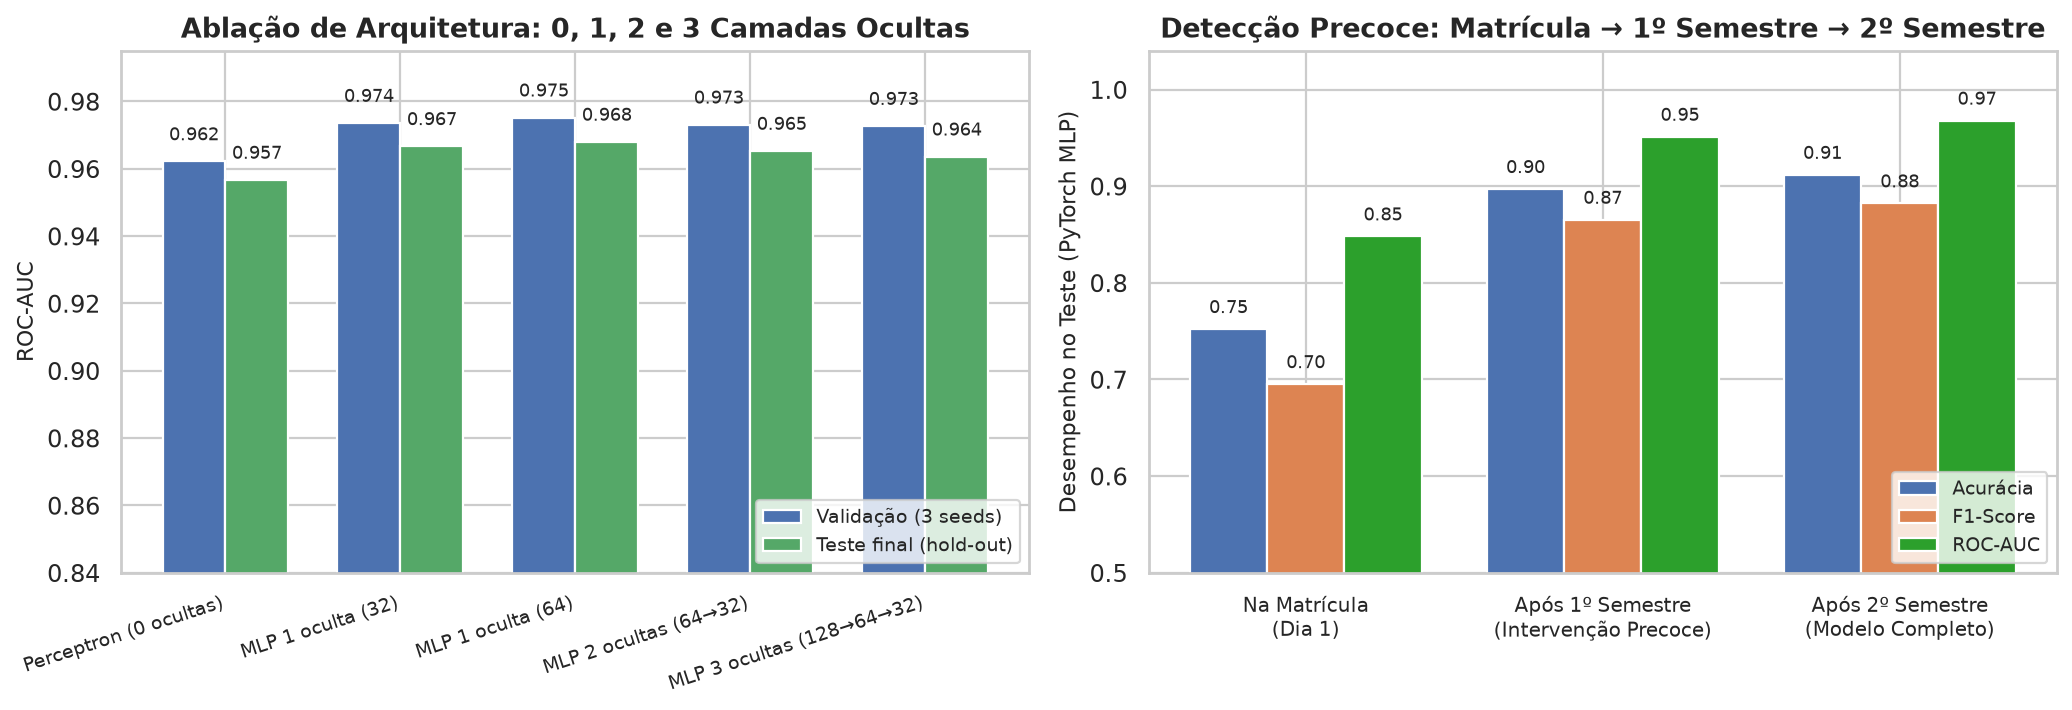 Ablação de Arquitetura: 0, 1, 2 e 3 Camadas Ocultas
ROC-AUC
0.98
0.96
0.94
0.92
0.90
0.88
0.86
0.84
0.962
0.957
0.974
0.967
0.975
0.968
0.973
0.965
0.973
0.964
Validação (3 seeds)
Teste final (hold-out)
Perceptron (0 ocultas)
MLP 1 oculta (32)
MLP 1 oculta (64)
MLP 2 ocultas (64→32)
MLP 3 ocultas (128→64→32)
Detecção Precoce: Matrícula → 1º Semestre → 2º Semestre
Desempenho no Teste (PyTorch MLP)
1.0
0.9
0.8
0.7
0.6
0.5
0.75
0.70
0.85
0.90
0.87
0.95
0.91
0.88
0.97
Acurácia
F1-Score
ROC-AUC
Na Matrícula
(Dia 1)
Após 1º Semestre
(Intervenção Precoce)
Após 2º Semestre
(Modelo Completo)